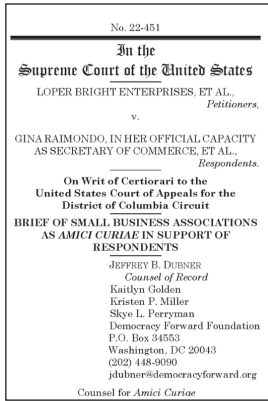 No. 22-451
In the
Supreme Court of the United States
LOPER BRIGHT ENTERPRISES, ET AL.,
Petitioners,
v.
GINA RAIMONDO, IN HER OFFICIAL CAPACITY
AS SECRETARY OF COMMERCE, ET AL.,
Respondents.
On Writ of Certiorari to the
United States Court of Appeals for the
District of Columbia Circuit
BRIEF OF SMALL BUSINESS ASSOCIATIONS
AS AMICI CURIAE IN SUPPORT OF
RESPONDENTS
JEFFREY B. DUBNER
Counsel of Record
Kaitlyn Golden
Kristen P. Miller
Skye L. Perryman
Democracy Forward Foundation
P.O. Box 34553
Washington, DC 20043
(202) 448-9090
jdubner@democracyforward.org
Counsel for Amici Curiae